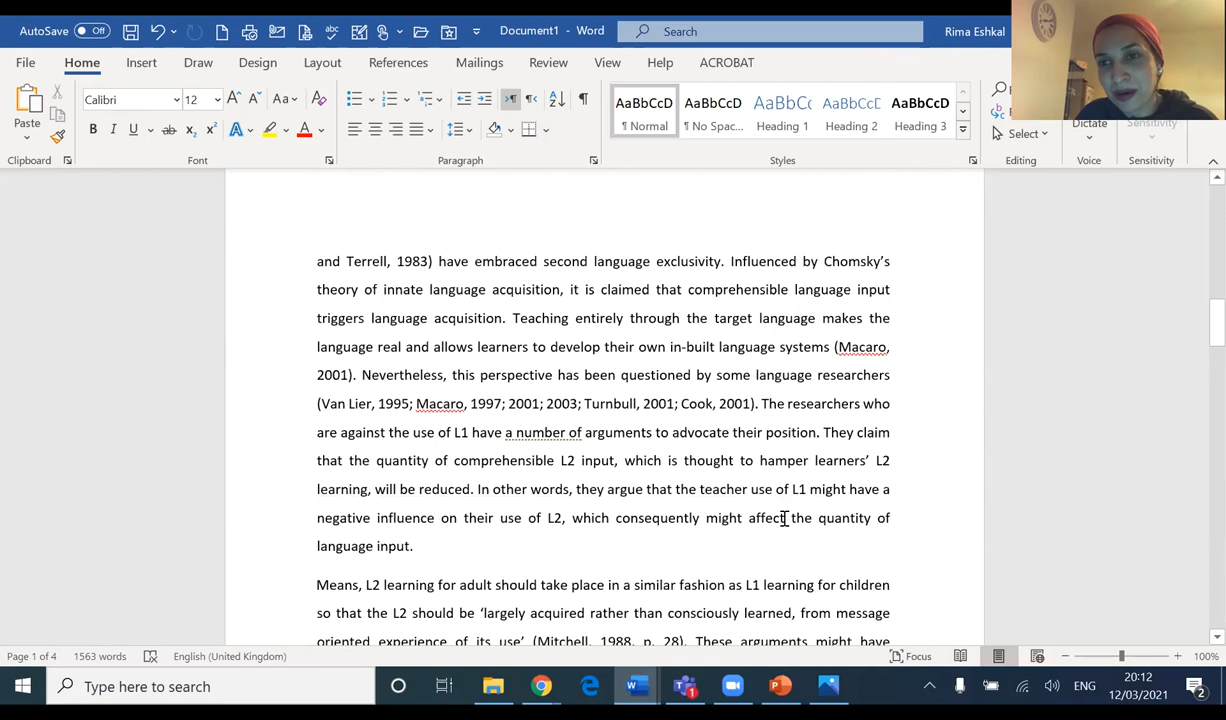 AutoSave Off Document1 - Word Search Rima Eshkal
File Home Insert Draw Design Layout References Mailings Review View Help ACROBAT
Paste Calibri 12 A A Aa A AaBbCcD AaBbCcD AaBbCc AaBbCcD AaBbCcD
B I U ab x₂ x² A A ¶ Normal ¶ No Spac... Heading 1 Heading 2 Heading 3 Select Dictate Sensitivity
Clipboard Font Paragraph Styles Editing Voice Sensitivity
and Terrell, 1983) have embraced second language exclusivity. Influenced by Chomsky’s
theory of innate language acquisition, it is claimed that comprehensible language input
triggers language acquisition. Teaching entirely through the target language makes the
language real and allows learners to develop their own in-built language systems (Macaro,
2001). Nevertheless, this perspective has been questioned by some language researchers
(Van Lier, 1995; Macaro, 1997; 2001; 2003; Turnbull, 2001; Cook, 2001). The researchers who
are against the use of L1 have a number of arguments to advocate their position. They claim
that the quantity of comprehensible L2 input, which is thought to hamper learners’ L2
learning, will be reduced. In other words, they argue that the teacher use of L1 might have a
negative influence on their use of L2, which consequently might affect the quantity of
language input.
Means, L2 learning for adult should take place in a similar fashion as L1 learning for children
so that the L2 should be ‘largely acquired rather than consciously learned, from message
oriented experience of its use’ (Mitchell, 1988, p. 28). These arguments might have
Page 1 of 4 1563 words English (United Kingdom) Focus 100%
Type here to search 1 ENG 20:12
12/03/2021 2